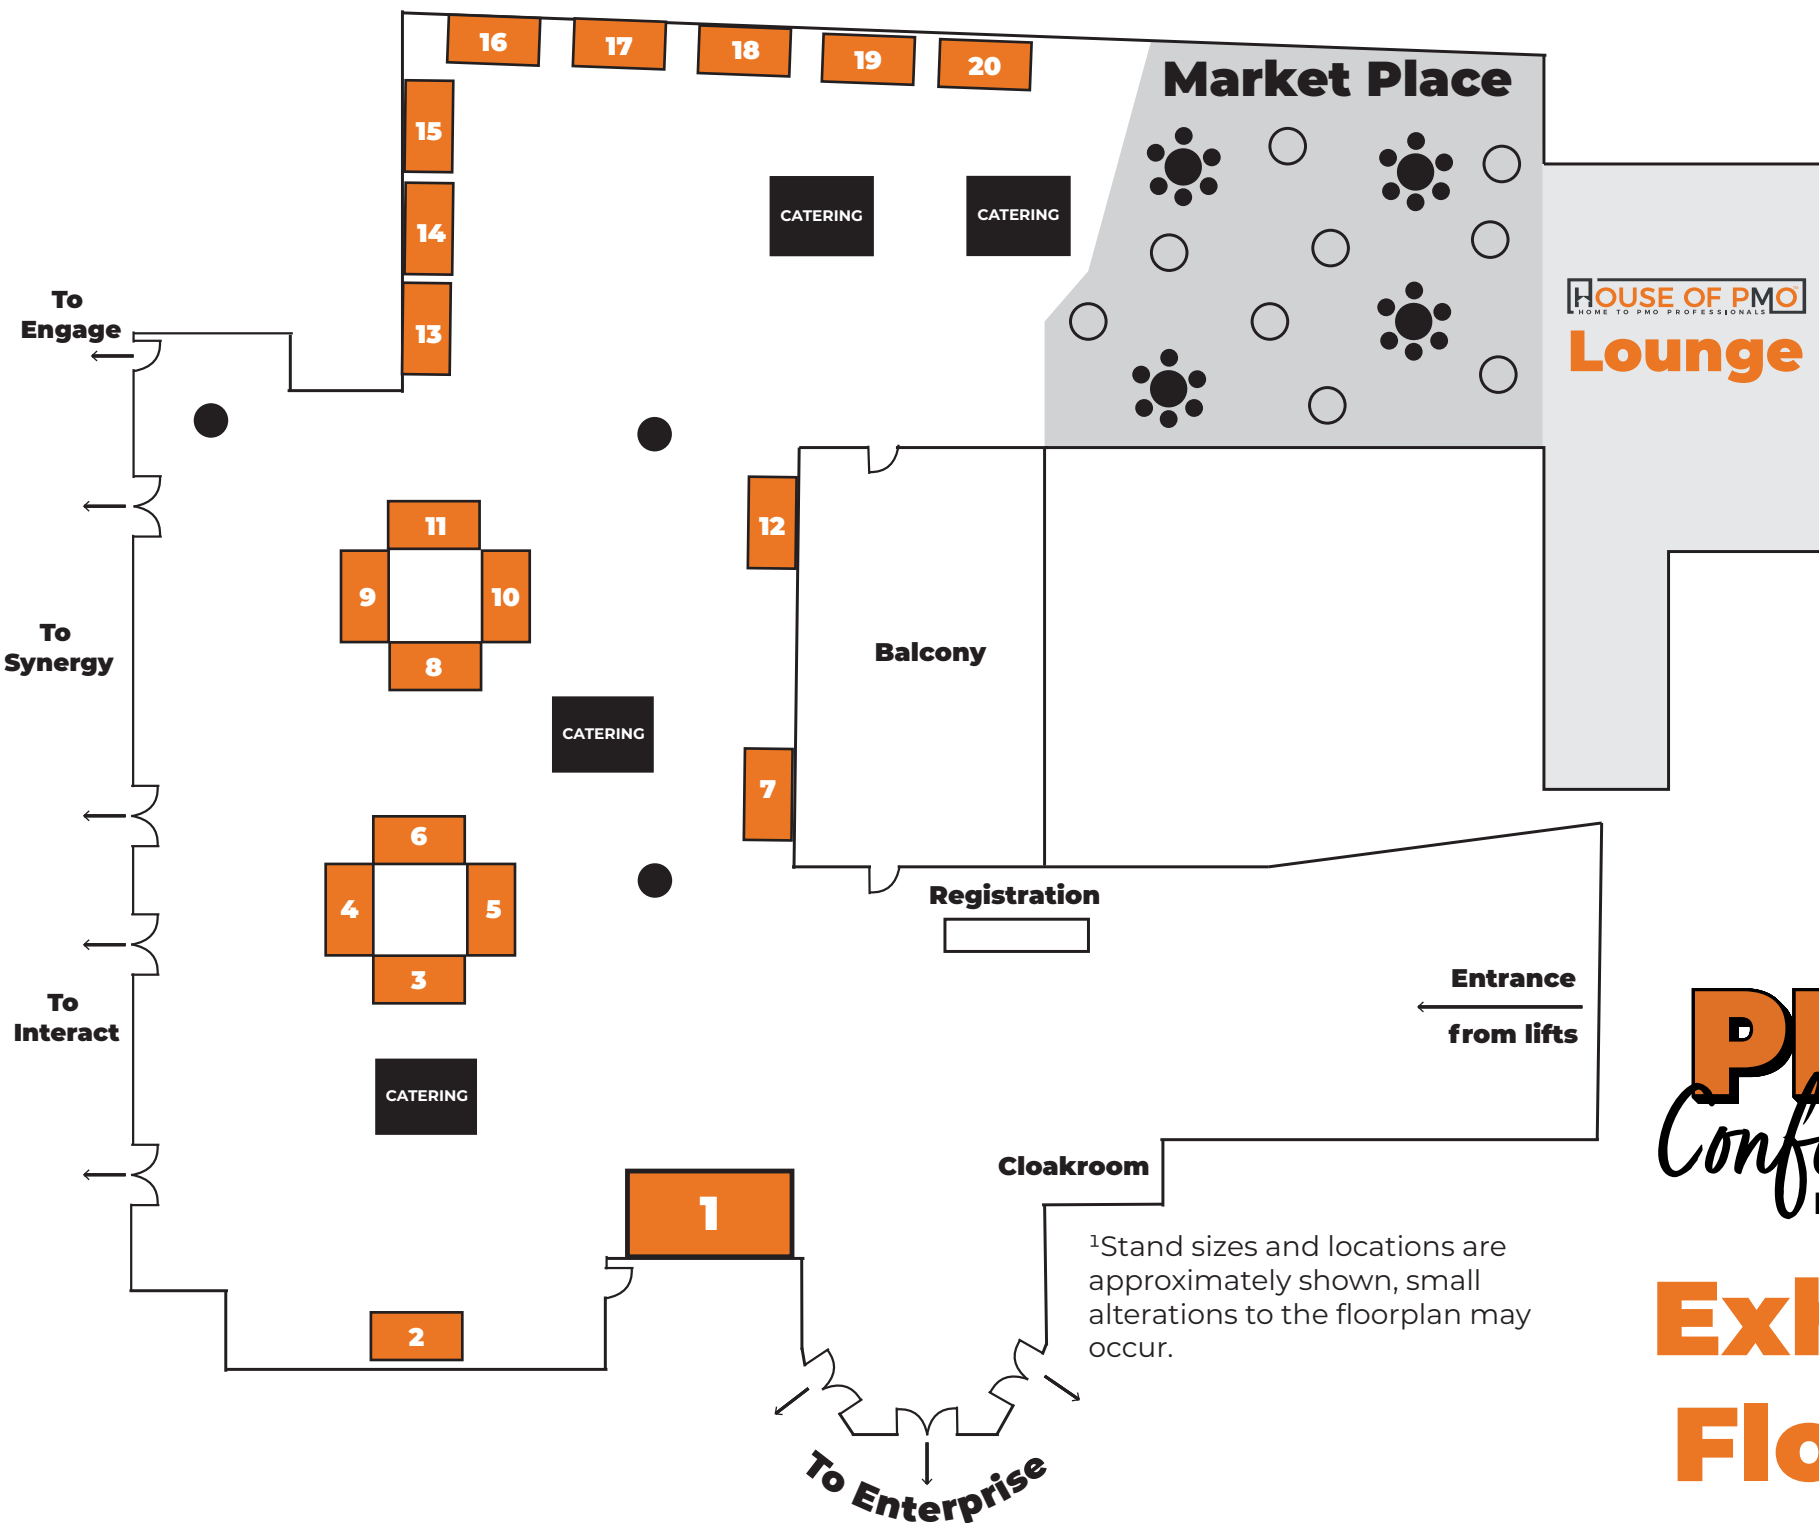 16
17
18
19
20
Market Place
15
14
13
CATERING
CATERING
To
Engage
HOUSE OF PMO
HOME TO PMO PROFESSIONALS
Lounge
11
12
9
10
8
To
Synergy
Balcony
CATERING
7
6
4
5
3
Registration
Entrance
from lifts
To
Interact
CATERING
Cloakroom
1
2
¹Stand sizes and locations are
approximately shown, small
alterations to the floorplan may
occur.
To Enterprise
P
Conf
Exh
Flo